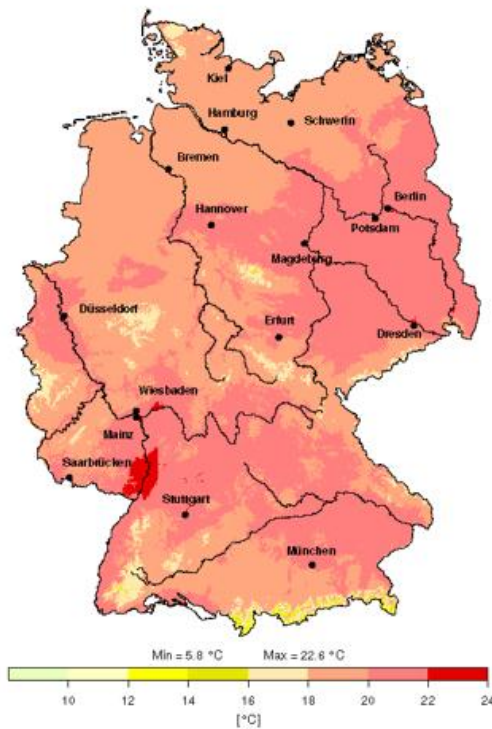 Kiel
Hamburg
Schwerin
Bremen
Berlin
Hannover
Potsdam
Magdeburg
Düsseldorf
Erfurt
Dresden
Wiesbaden
Mainz
Saarbrücken
Stuttgart
München
Min = 5.8 °C Max = 22.6 °C
10 12 14 16 18 20 22 24
[°C]